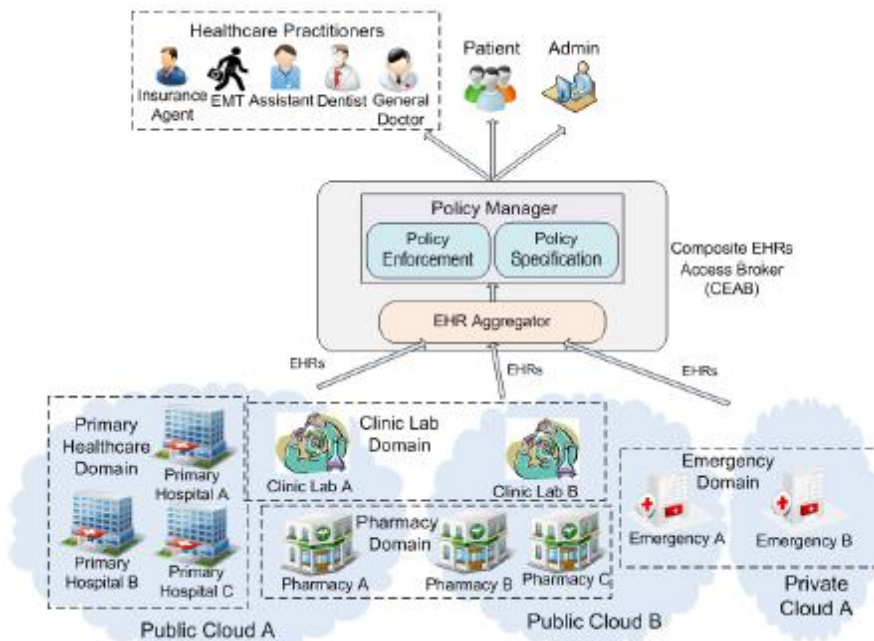 Healthcare Practitioners
Insurance
Agent
EMT
Assistant
Dentist
General
Doctor
Patient
Admin
Policy Manager
Policy
Enforcement
Policy
Specification
Composite EHRs
Access Broker
(CEAB)
EHR Aggregator
EHRs
EHRs
EHRs
Primary
Healthcare
Domain
Primary
Hospital A
Primary
Hospital B
Primary
Hospital C
Clinic Lab
Domain
Clinic Lab A
Clinic Lab B
Pharmacy
Domain
Pharmacy A
Pharmacy B
Pharmacy C
Emergency
Domain
Emergency A
Emergency B
Public Cloud A
Public Cloud B
Private
Cloud A